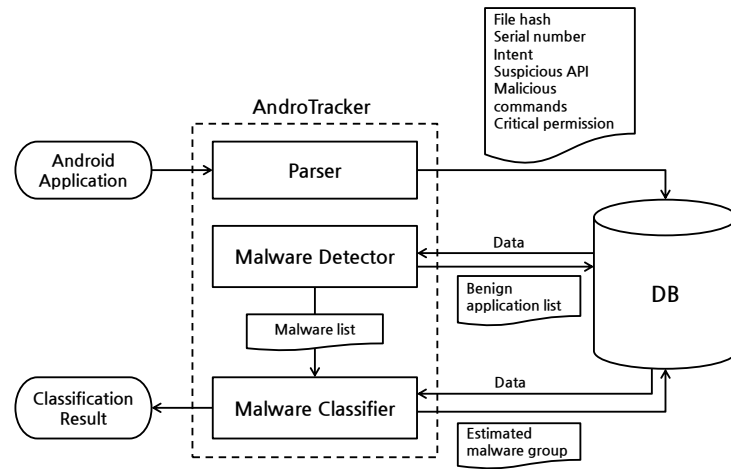 File hash
Serial number
Intent
Suspicious API
Malicious
commands
Critical permission
AndroTracker
Android
Application
Parser
Malware Detector
Data
Benign
application list
DB
Malware list
Classification
Result
Malware Classifier
Data
Estimated
malware group